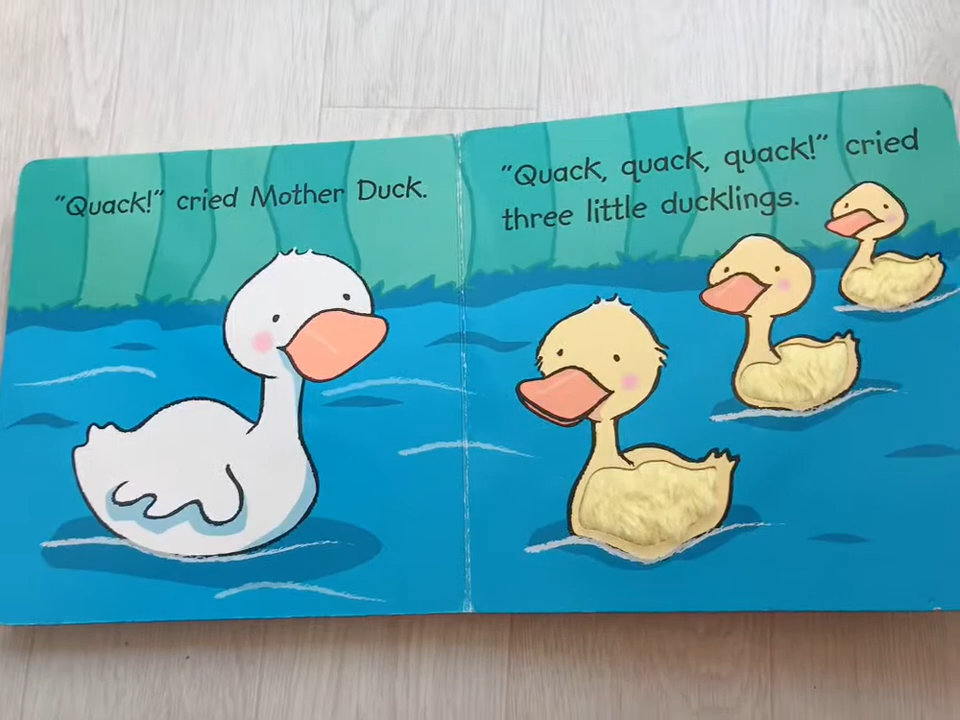 “Quack!” cried Mother Duck.
“Quack, quack, quack!” cried
three little ducklings.